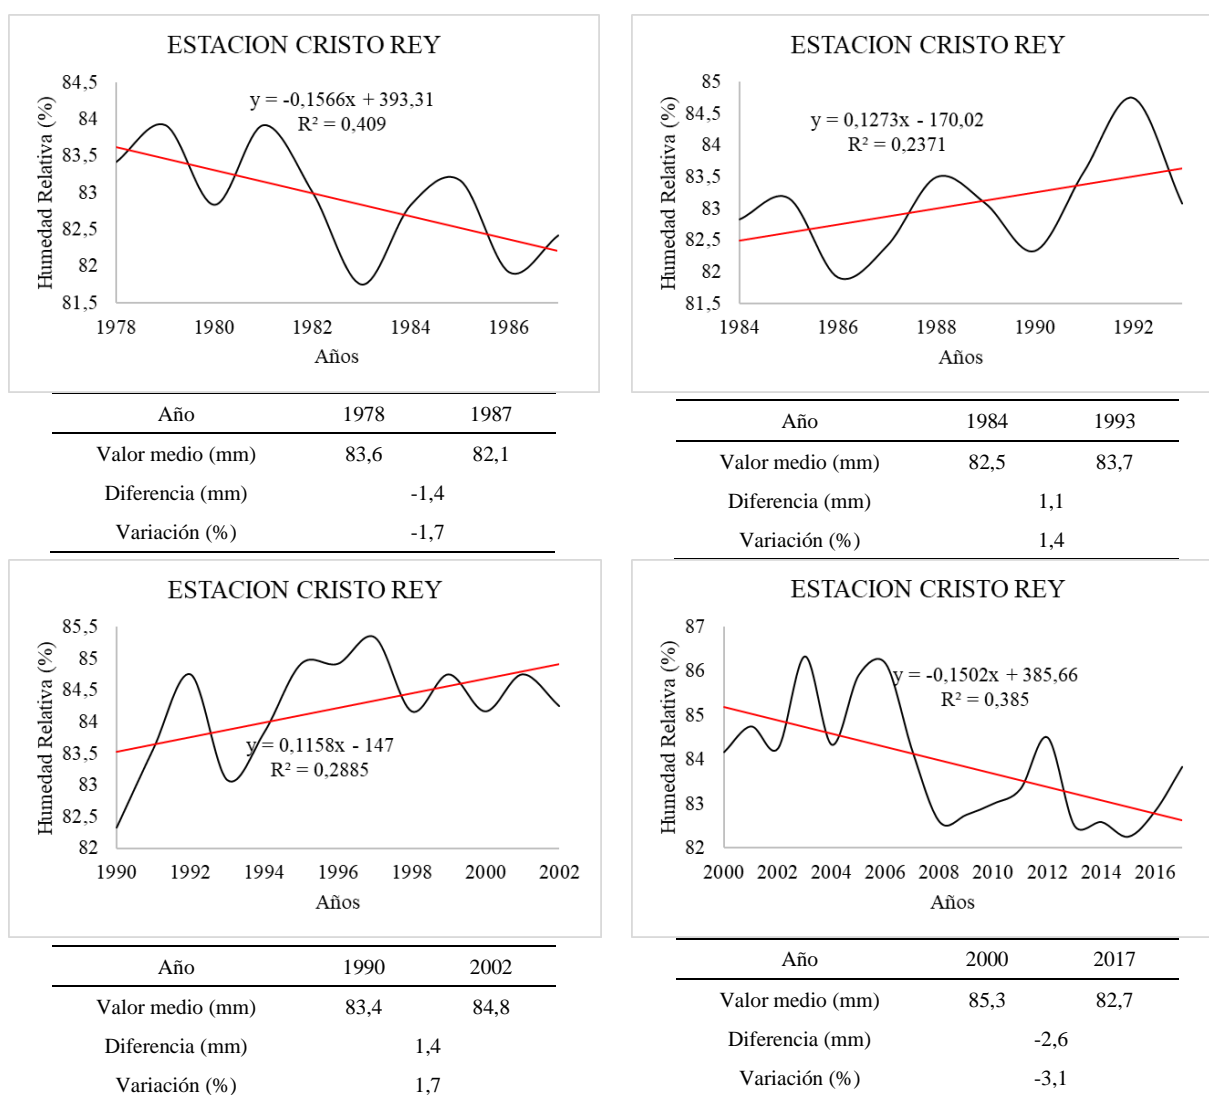 ESTACION CRISTO REY
y = -0,1566x + 393,31
R² = 0,409
Humedad Relativa (%)
84,5
84
83,5
83
82,5
82
81,5
1978 1980 1982 1984 1986
Años
Año 1978 1987
Valor medio (mm) 83,6 82,1
Diferencia (mm) -1,4
Variación (%) -1,7
ESTACION CRISTO REY
y = 0,1273x - 170,02
R² = 0,2371
Humedad Relativa (%)
85
84,5
84
83,5
83
82,5
82
81,5
1984 1986 1988 1990 1992
Años
Año 1984 1993
Valor medio (mm) 82,5 83,7
Diferencia (mm) 1,1
Variación (%) 1,4
ESTACION CRISTO REY
y = 0,1158x - 147
R² = 0,2885
Humedad Relativa (%)
85,5
85
84,5
84
83,5
83
82,5
82
1990 1992 1994 1996 1998 2000 2002
Años
Año 1990 2002
Valor medio (mm) 83,4 84,8
Diferencia (mm) 1,4
Variación (%) 1,7
ESTACION CRISTO REY
y = -0,1502x + 385,66
R² = 0,385
Humedad Relativa (%)
87
86
85
84
83
82
2000 2002 2004 2006 2008 2010 2012 2014 2016
Años
Año 2000 2017
Valor medio (mm) 85,3 82,7
Diferencia (mm) -2,6
Variación (%) -3,1